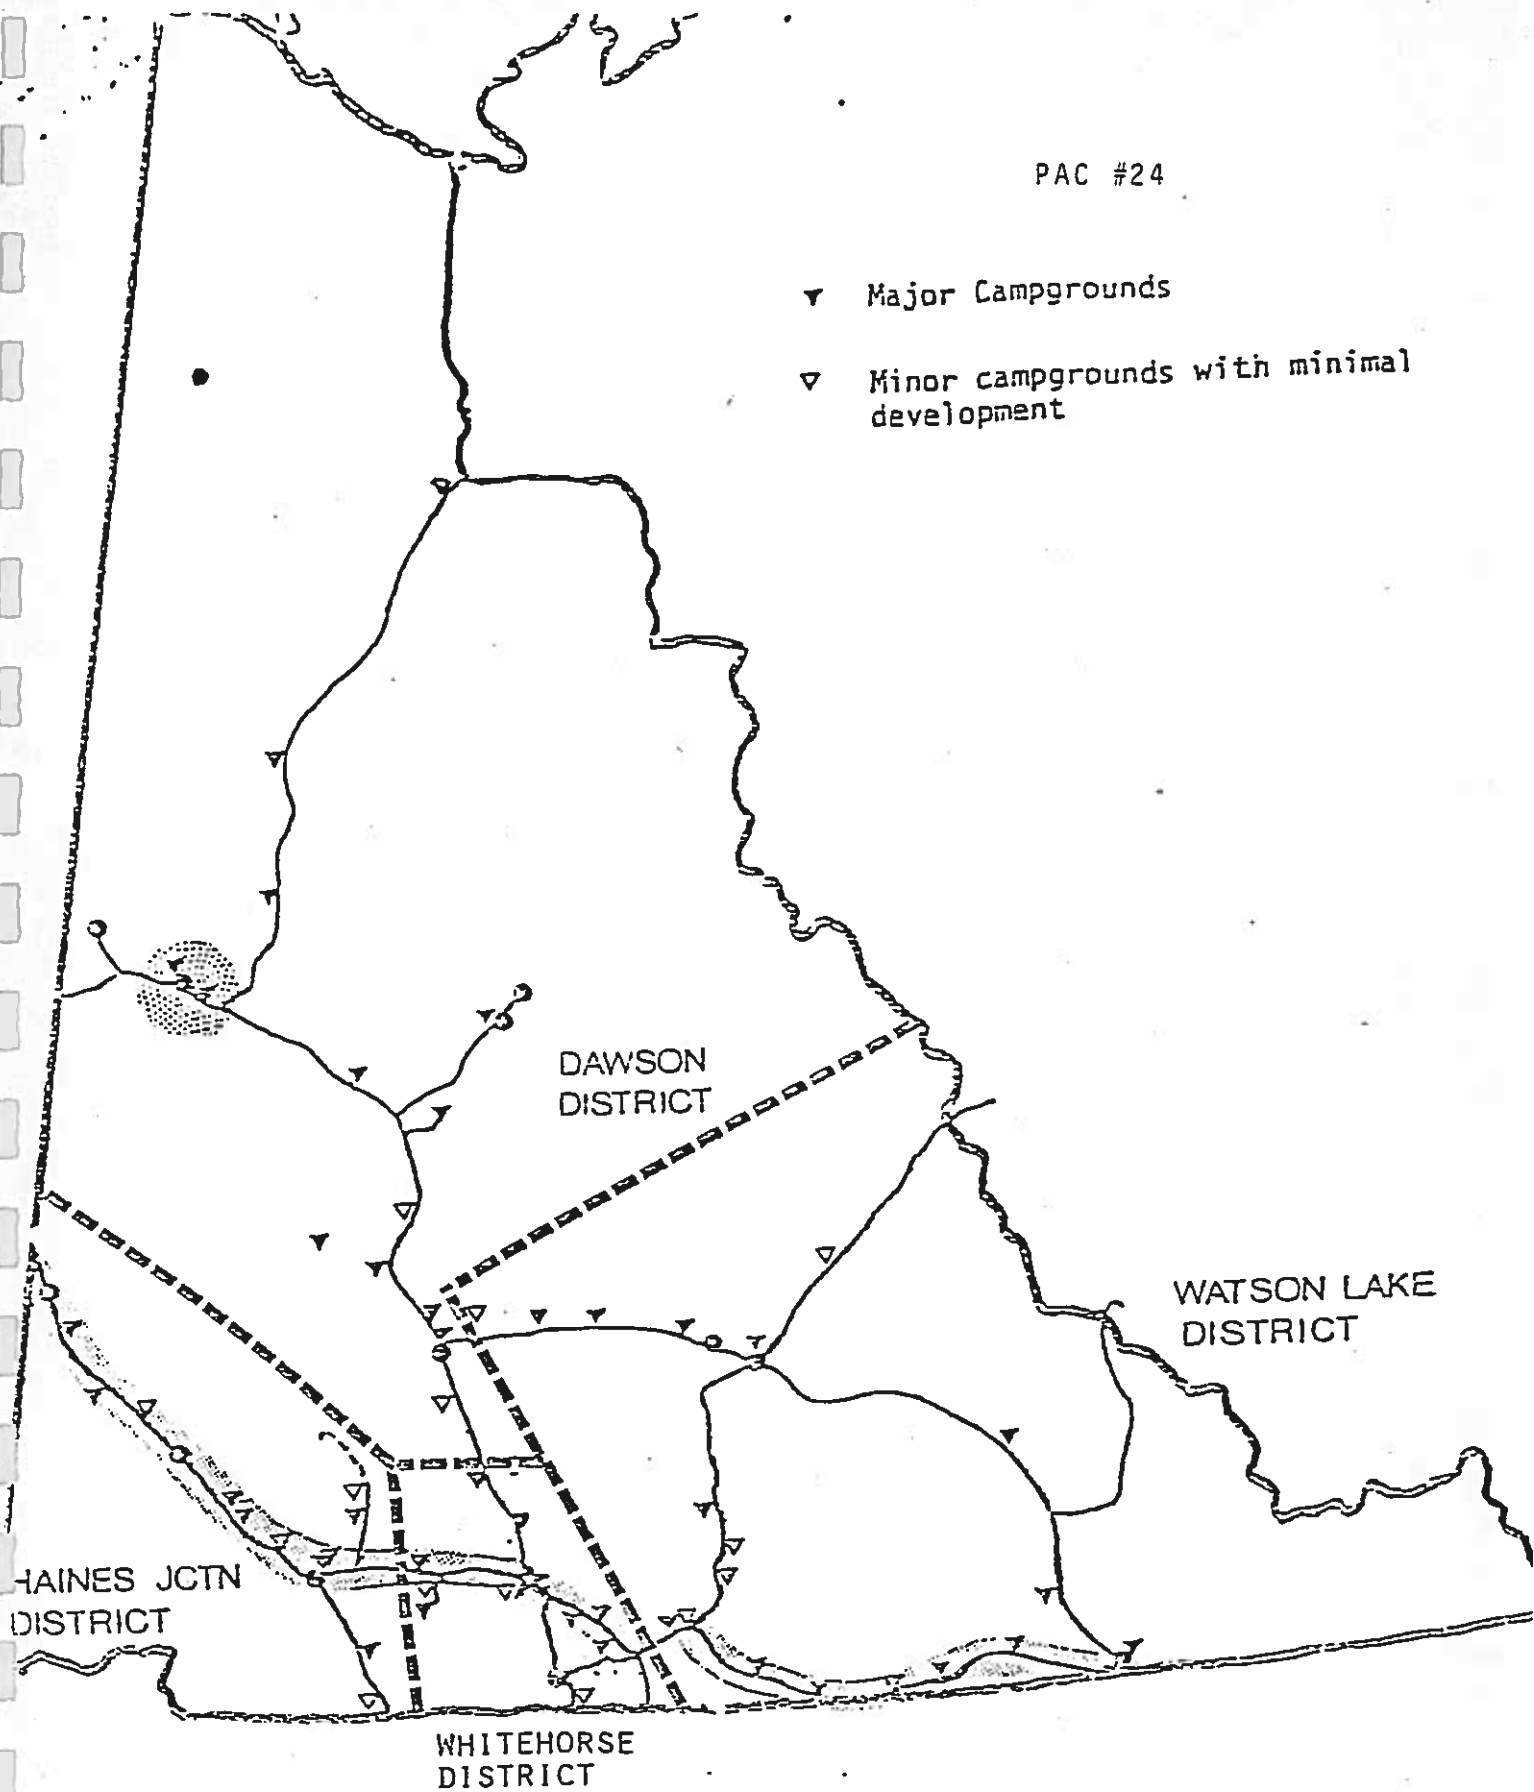 PAC #24
Major Campgrounds
Minor campgrounds with minimal
development
DAWSON
DISTRICT
WATSON LAKE
DISTRICT
HAINES JCTN
DISTRICT
WHITEHORSE
DISTRICT